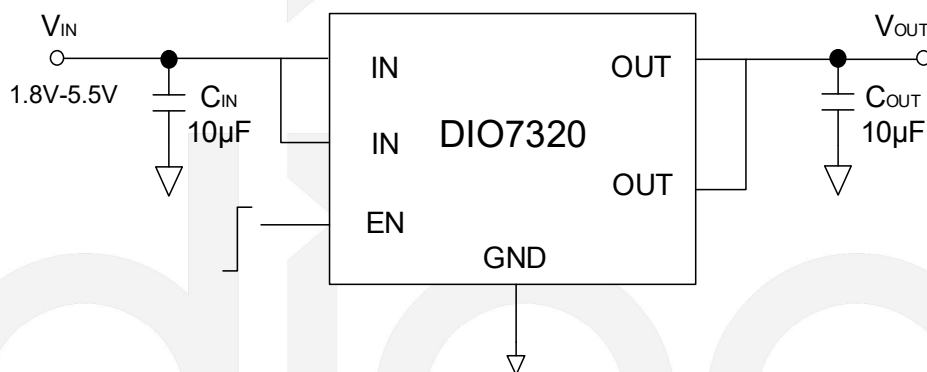 VIN
1.8V-5.5V
CIN
10µF
IN
IN
EN
DIO7320
GND
OUT
OUT
VOUT
COUT
10µF